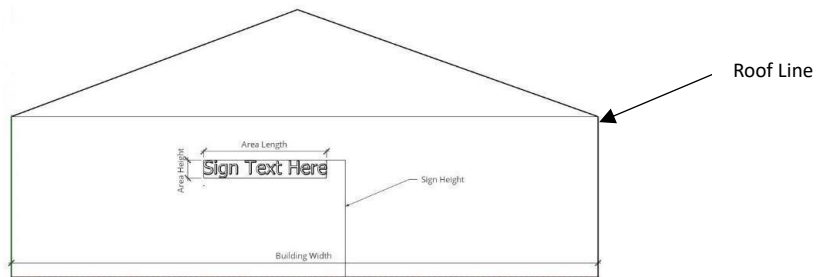 Roof Line
Area Length
Area Height
Sign Text Here
Sign Height
Building Width